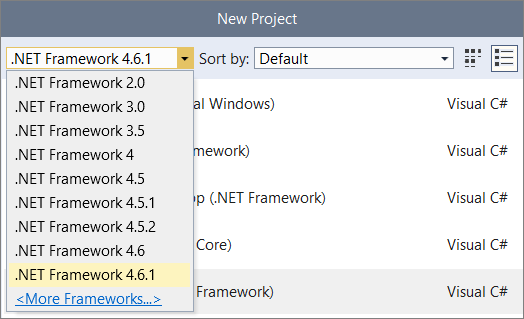 New Project
.NET Framework 4.6.1 Sort by: Default
.NET Framework 2.0
.NET Framework 3.0
al Windows) Visual C#
.NET Framework 3.5
.NET Framework 4
mework) Visual C#
.NET Framework 4.5
.NET Framework 4.5.1
op (.NET Framework) Visual C#
.NET Framework 4.5.2
.NET Framework 4.6
Core) Visual C#
.NET Framework 4.6.1
<More Frameworks...>
Framework) Visual C#